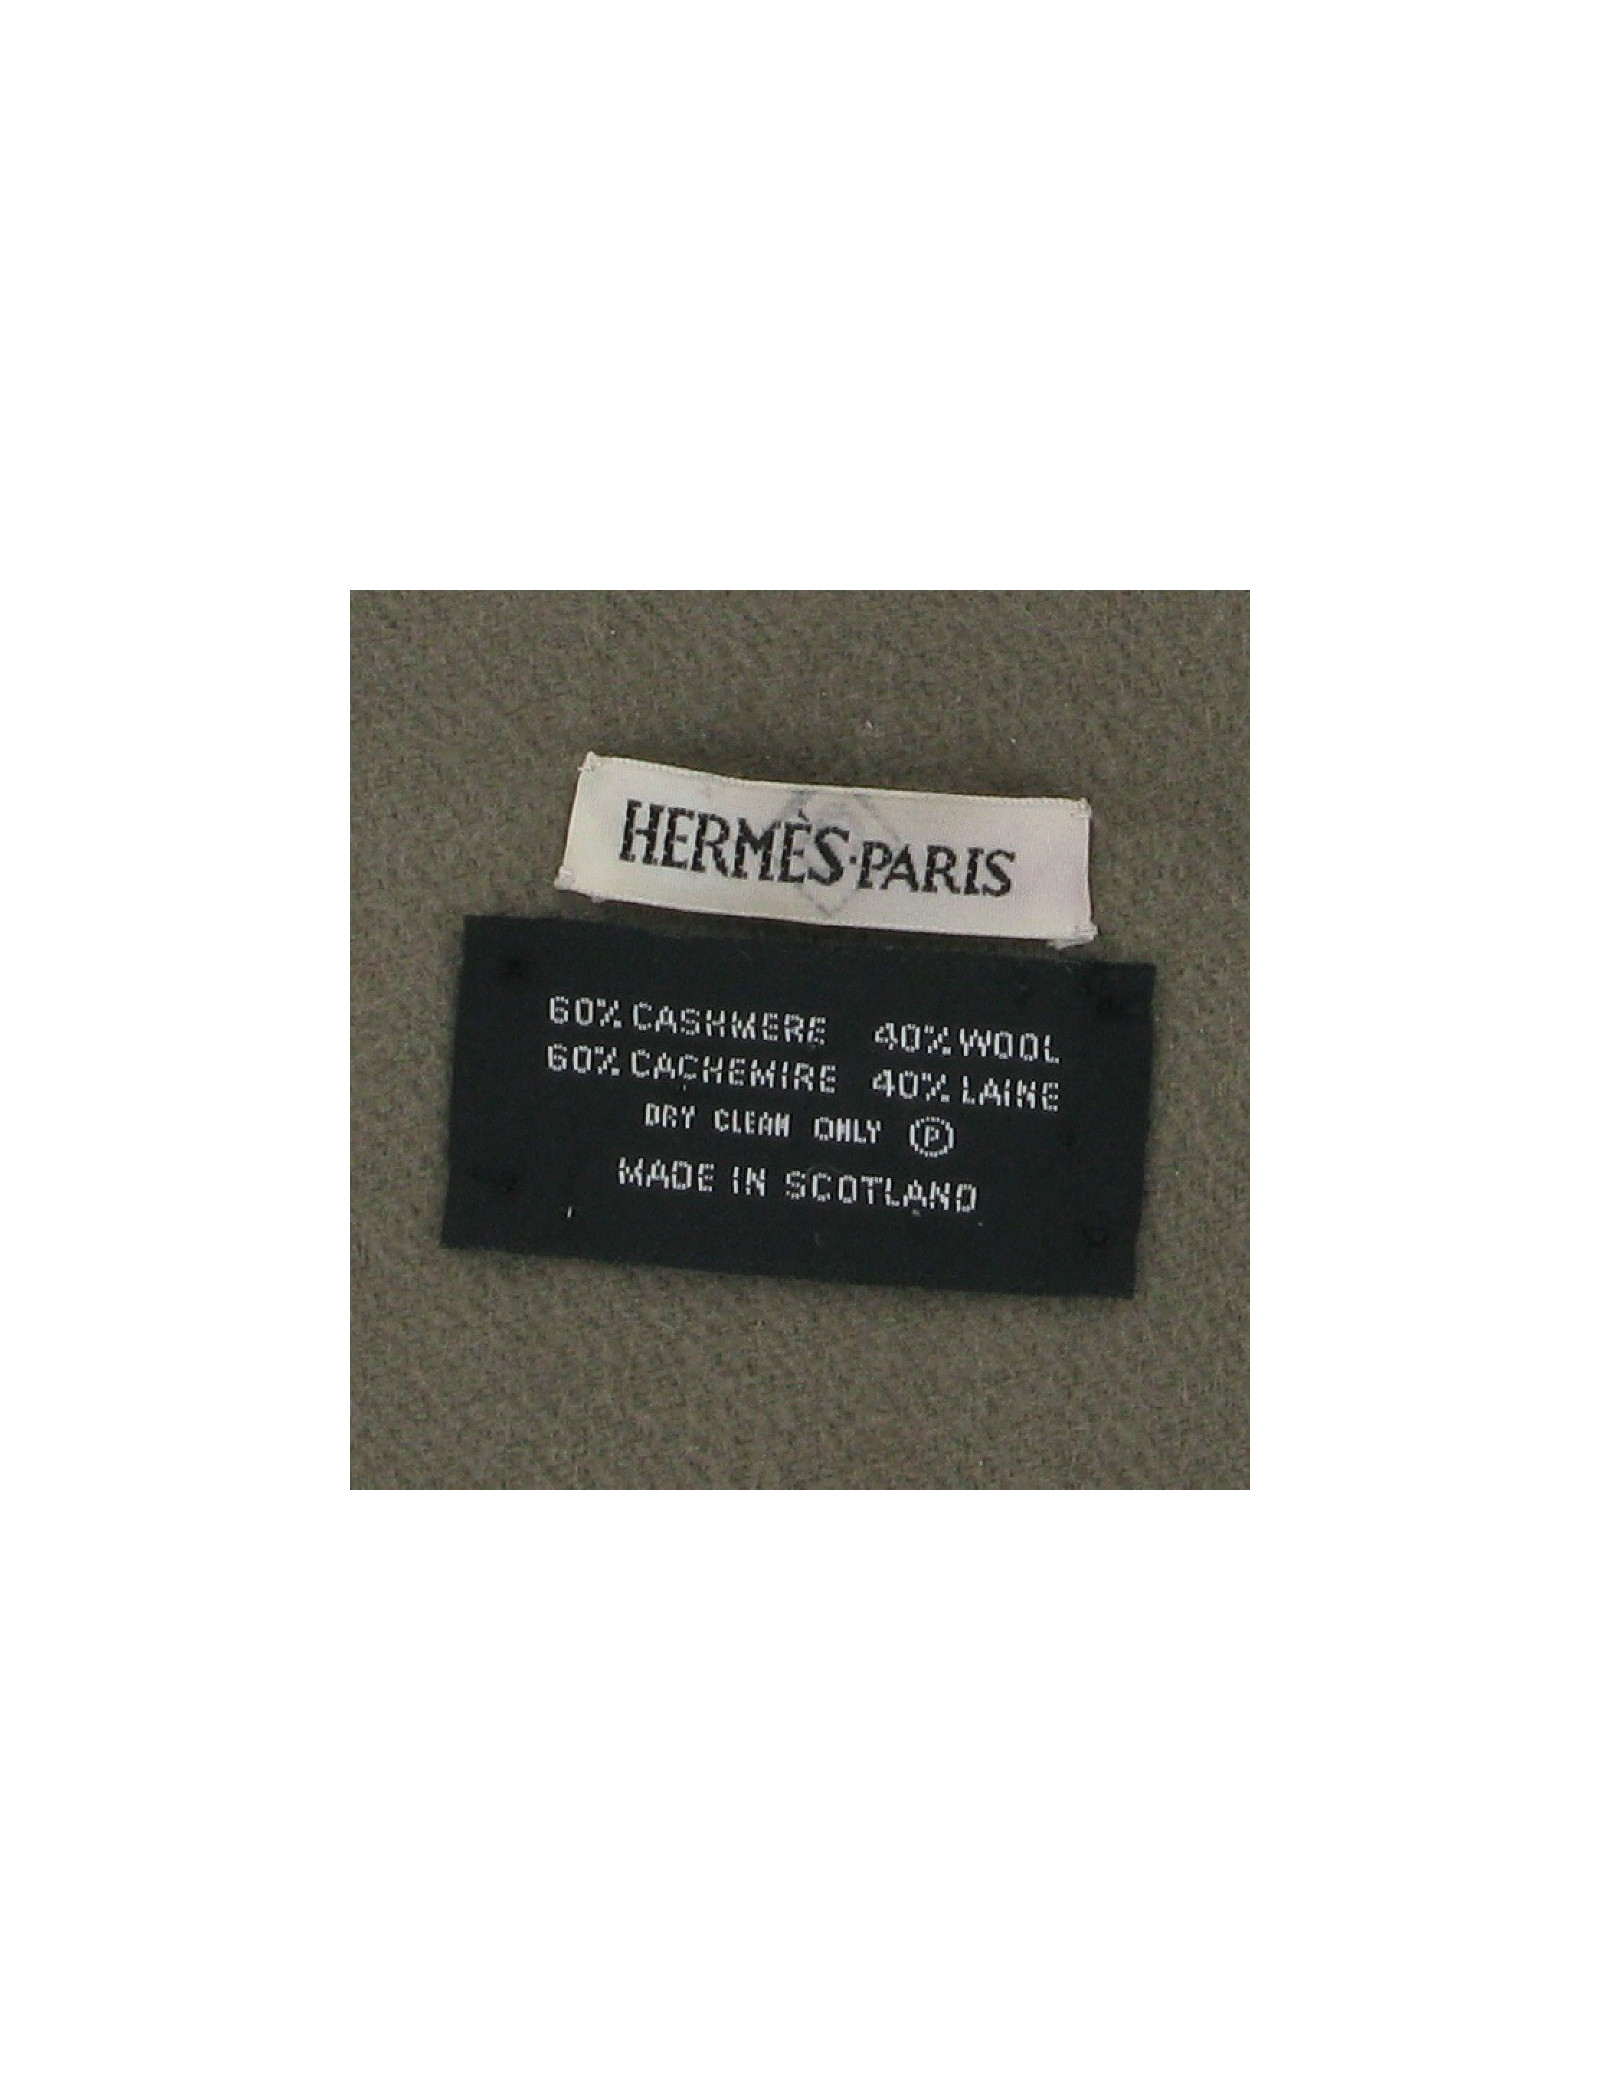 HERMÈS·PARIS
60% CASHMERE 40% WOOL
60% CACHEMIRE 40% LAINE
DRY CLEAN ONLY Ⓟ
MADE IN SCOTLAND